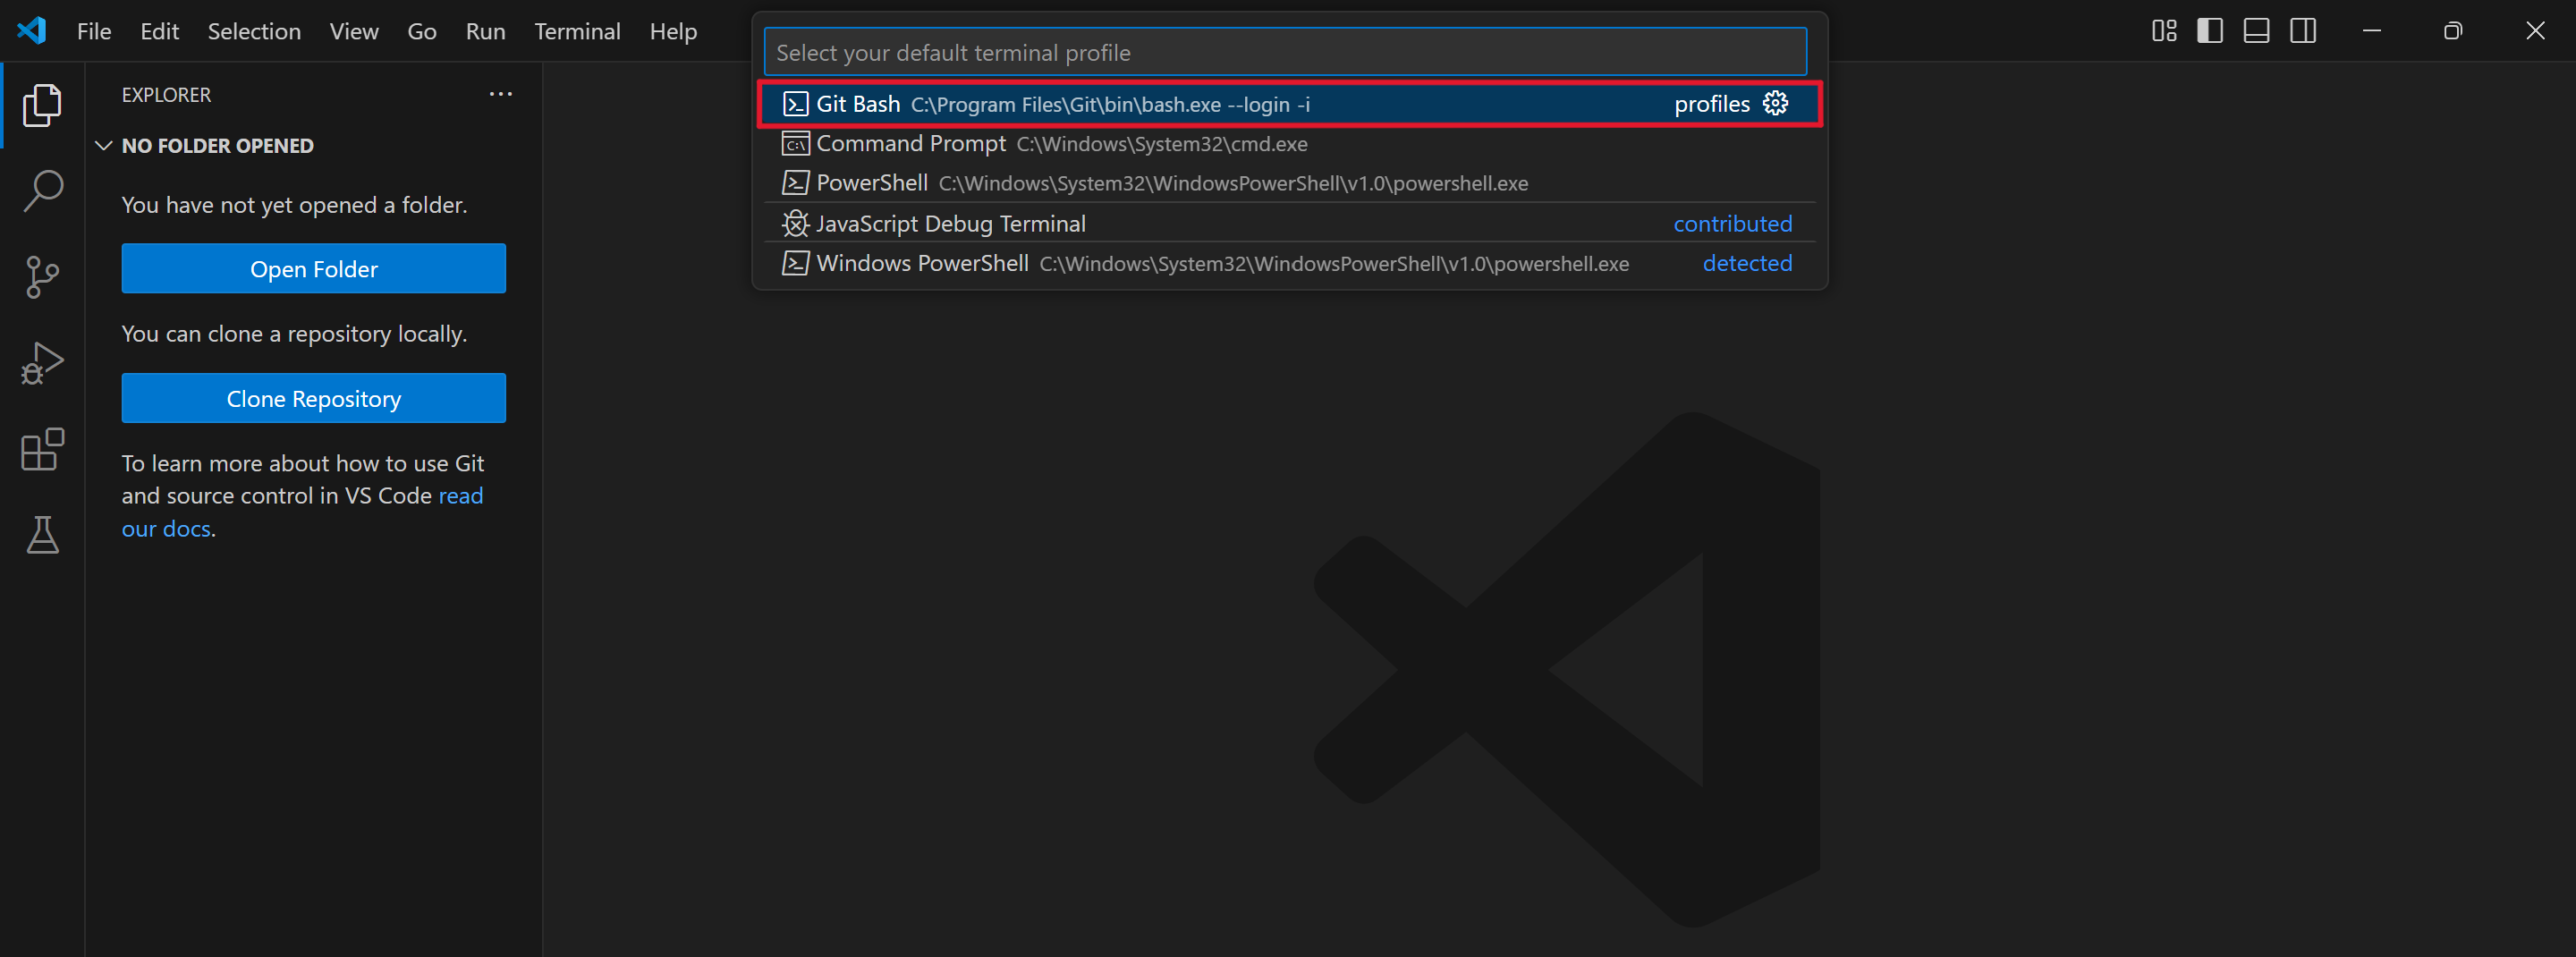 File Edit Selection View Go Run Terminal Help
Select your default terminal profile
Git Bash C:\Program Files\Git\bin\bash.exe --login -i profiles
C:\ Command Prompt C:\Windows\System32\cmd.exe
PowerShell C:\Windows\System32\WindowsPowerShell\v1.0\powershell.exe
JavaScript Debug Terminal contributed
Windows PowerShell C:\Windows\System32\WindowsPowerShell\v1.0\powershell.exe detected
EXPLORER
NO FOLDER OPENED
You have not yet opened a folder.
Open Folder
You can clone a repository locally.
Clone Repository
To learn more about how to use Git
and source control in VS Code read
our docs.